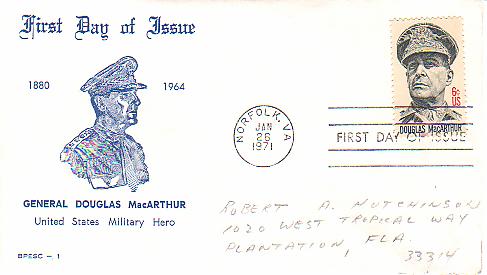 First Day of Issue
1880 1964
GENERAL DOUGLAS MacARTHUR
United States Military Hero
BPESC - 1
NORFOLK, VA
JAN
26
1971
6¢
US
DOUGLAS MacARTHUR
FIRST DAY OF ISSUE
ROBERT A. HUTCHINSON
1020 WEST TROPICAL WAY
PLANTATION, FLA.
33314